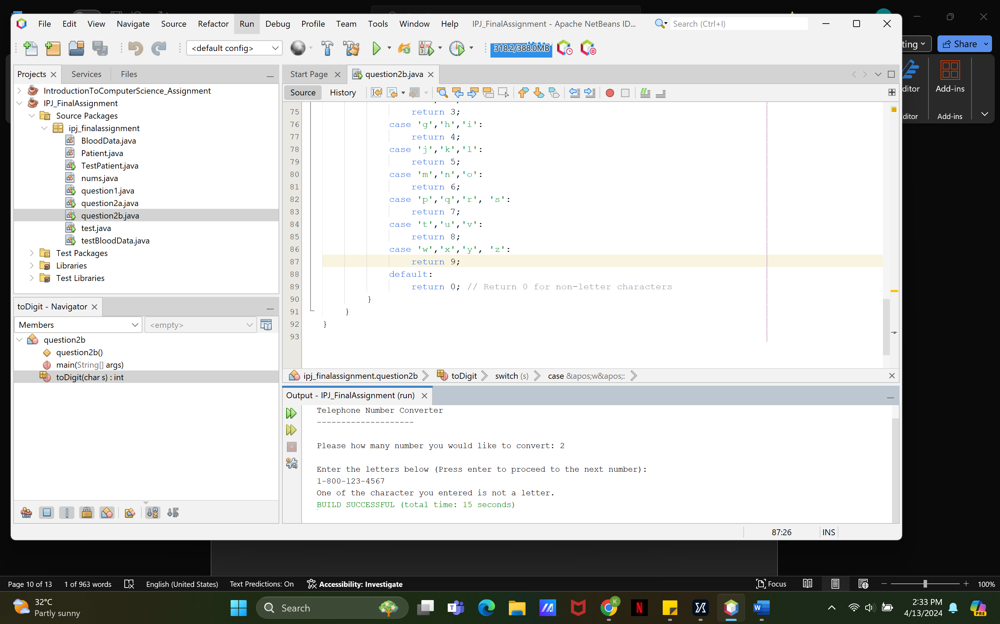 File Edit View Navigate Source Refactor Run Debug Profile Team Tools Window Help IPJ_FinalAssignment - Apache NetBeans ID... Search (Ctrl+I)
<default config> 318.2/388.0MB
ting Share
Projects Services Files
Start Page question2b.java
Source History
ditor Add-ins
ditor Add-ins
IntroductionToComputerScience_Assignment
IPJ_FinalAssignment
Source Packages
ipj_finalassignment
BloodData.java
Patient.java
TestPatient.java
nums.java
question1.java
question2a.java
question2b.java
test.java
testBloodData.java
Test Packages
Libraries
Test Libraries
75 return 3;
76 case 'g','h','i':
77 return 4;
78 case 'j','k','l':
79 return 5;
80 case 'm','n','o':
81 return 6;
82 case 'p','q','r', 's':
83 return 7;
84 case 't','u','v':
85 return 8;
86 case 'w','x','y', 'z':
87 return 9;
88 default:
89 return 0; // Return 0 for non-letter characters
90 }
91 }
92 }
93
toDigit - Navigator
Members <empty>
question2b
question2b()
main(String[] args)
toDigit(char s) : int
ipj_finalassignment.question2b toDigit switch (s) case &apos;w&apos;:
Output - IPJ_FinalAssignment (run)
Telephone Number Converter
--------------------
Please how many number you would like to convert: 2
Enter the letters below (Press enter to proceed to the next number):
1-800-123-4567
One of the character you entered is not a letter.
BUILD SUCCESSFUL (total time: 15 seconds)
87:26 INS
Page 10 of 13 1 of 963 words English (United States) Text Predictions: On Accessibility: Investigate Focus 100%
32°C
Partly sunny
Search
2:33 PM
4/13/2024
PRE